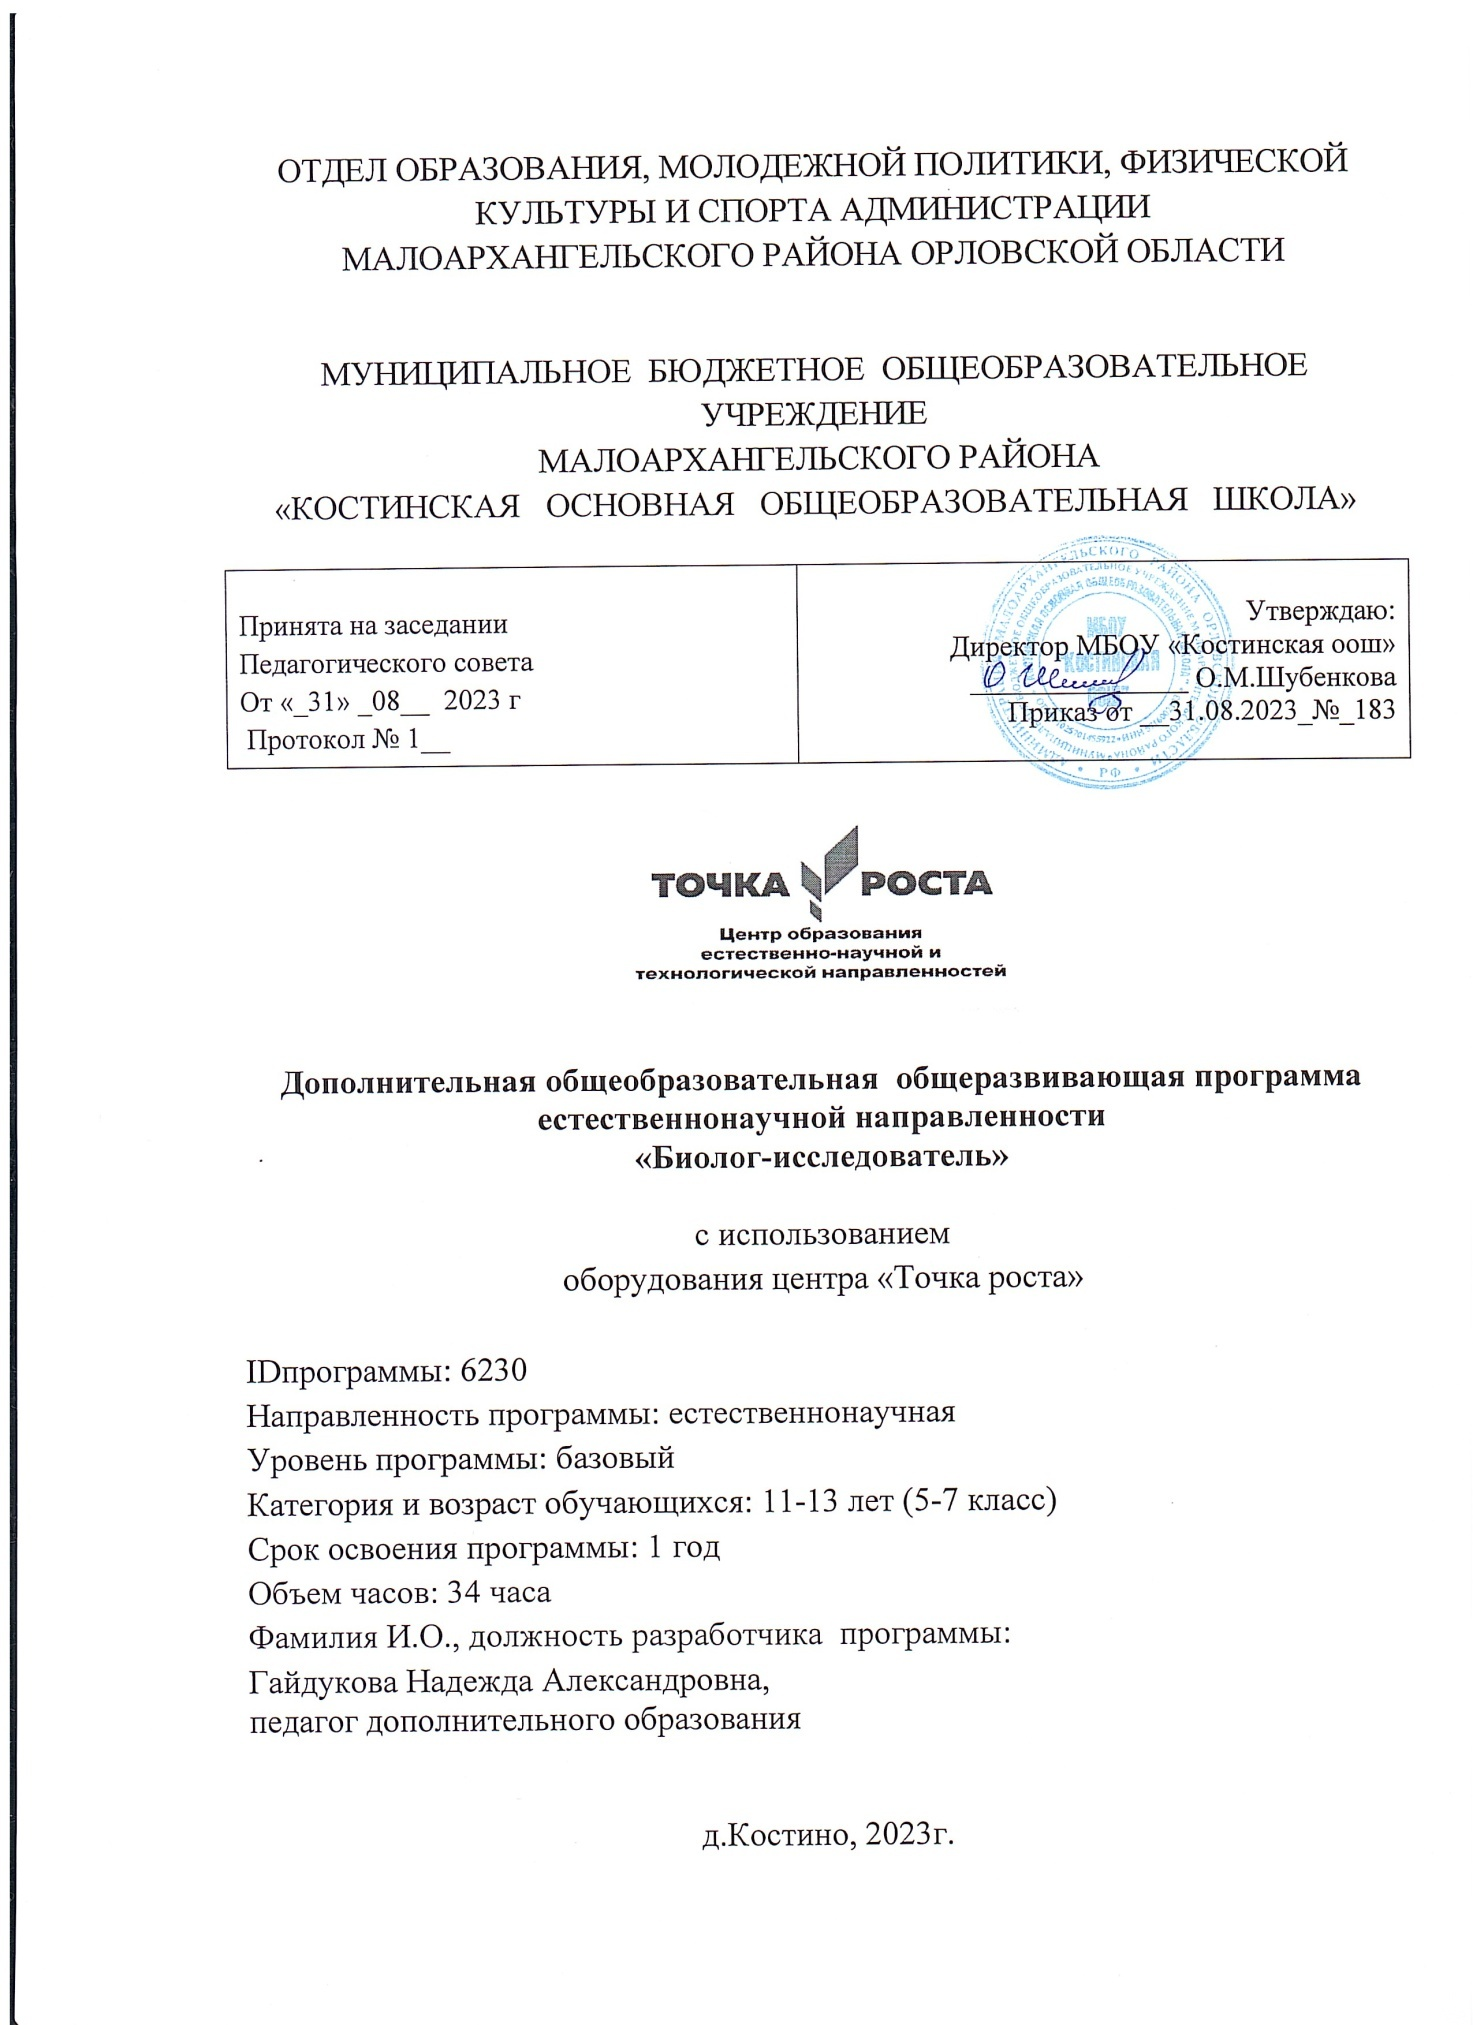 ОТДЕЛ ОБРАЗОВАНИЯ, МОЛОДЕЖНОЙ ПОЛИТИКИ, ФИЗИЧЕСКОЙ
КУЛЬТУРЫ И СПОРТА АДМИНИСТРАЦИИ
МАЛОАРХАНГЕЛЬСКОГО РАЙОНА ОРЛОВСКОЙ ОБЛАСТИ
МУНИЦИПАЛЬНОЕ БЮДЖЕТНОЕ ОБЩЕОБРАЗОВАТЕЛЬНОЕ
УЧРЕЖДЕНИЕ
МАЛОАРХАНГЕЛЬСКОГО РАЙОНА
«КОСТИНСКАЯ ОСНОВНАЯ ОБЩЕОБРАЗОВАТЕЛЬНАЯ ШКОЛА»
Принята на заседании
Педагогического совета
От «_31» _08__ 2023 г
Протокол № 1__
Утверждаю:
Директор МБОУ «Костинская оош»
О.М.Шубенкова
Приказ от __31.08.2023_№_183
МБОУ
"КОСТИНСКАЯ
ТОЧКА РОСТА
Центр образования
естественно-научной и
технологической направленностей
Дополнительная общеобразовательная общеразвивающая программа
естественнонаучной направленности
«Биолог-исследователь»
с использованием
оборудования центра «Точка роста»
IDпрограммы: 6230
Направленность программы: естественнонаучная
Уровень программы: базовый
Категория и возраст обучающихся: 11-13 лет (5-7 класс)
Срок освоения программы: 1 год
Объем часов: 34 часа
Фамилия И.О., должность разработчика программы:
Гайдукова Надежда Александровна,
педагог дополнительного образования
д.Костино, 2023г.